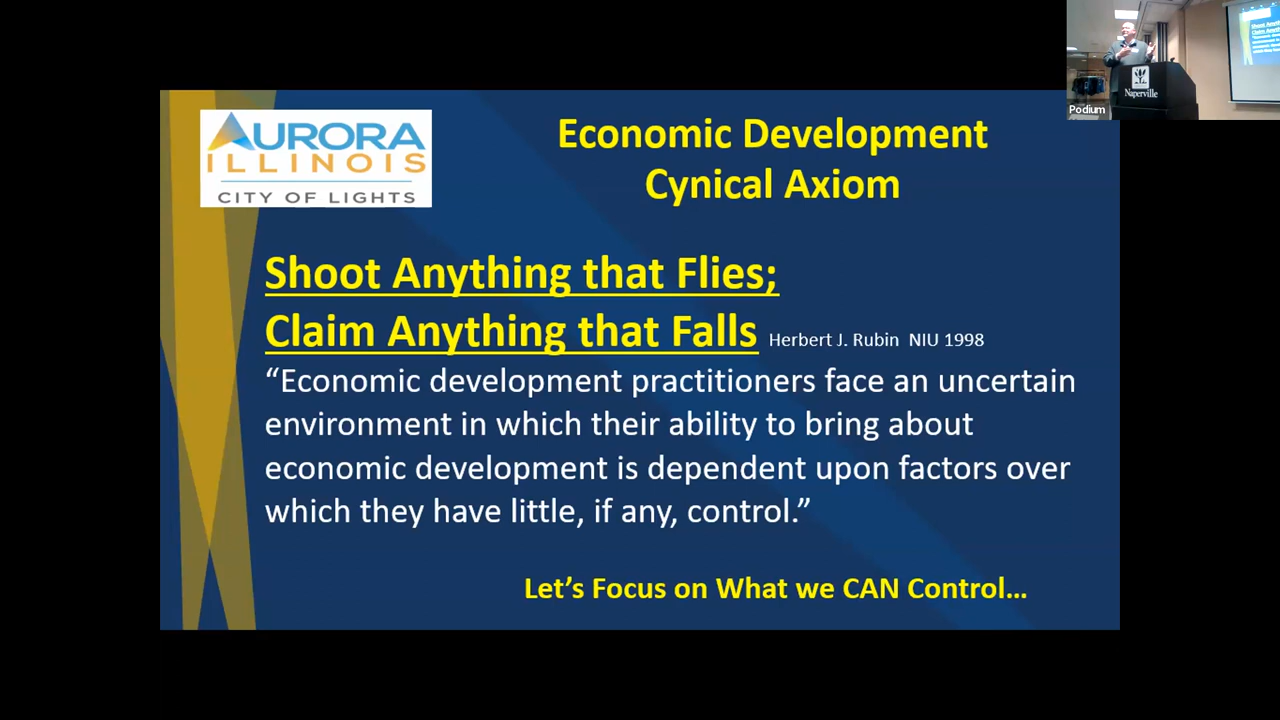 AURORA
ILLINOIS
CITY OF LIGHTS
Economic Development
Cynical Axiom
Shoot Anything that Flies;
Claim Anything that Falls Herbert J. Rubin NIU 1998
“Economic development practitioners face an uncertain
environment in which their ability to bring about
economic development is dependent upon factors over
which they have little, if any, control.”
Let’s Focus on What we CAN Control…
Naperville
Podium